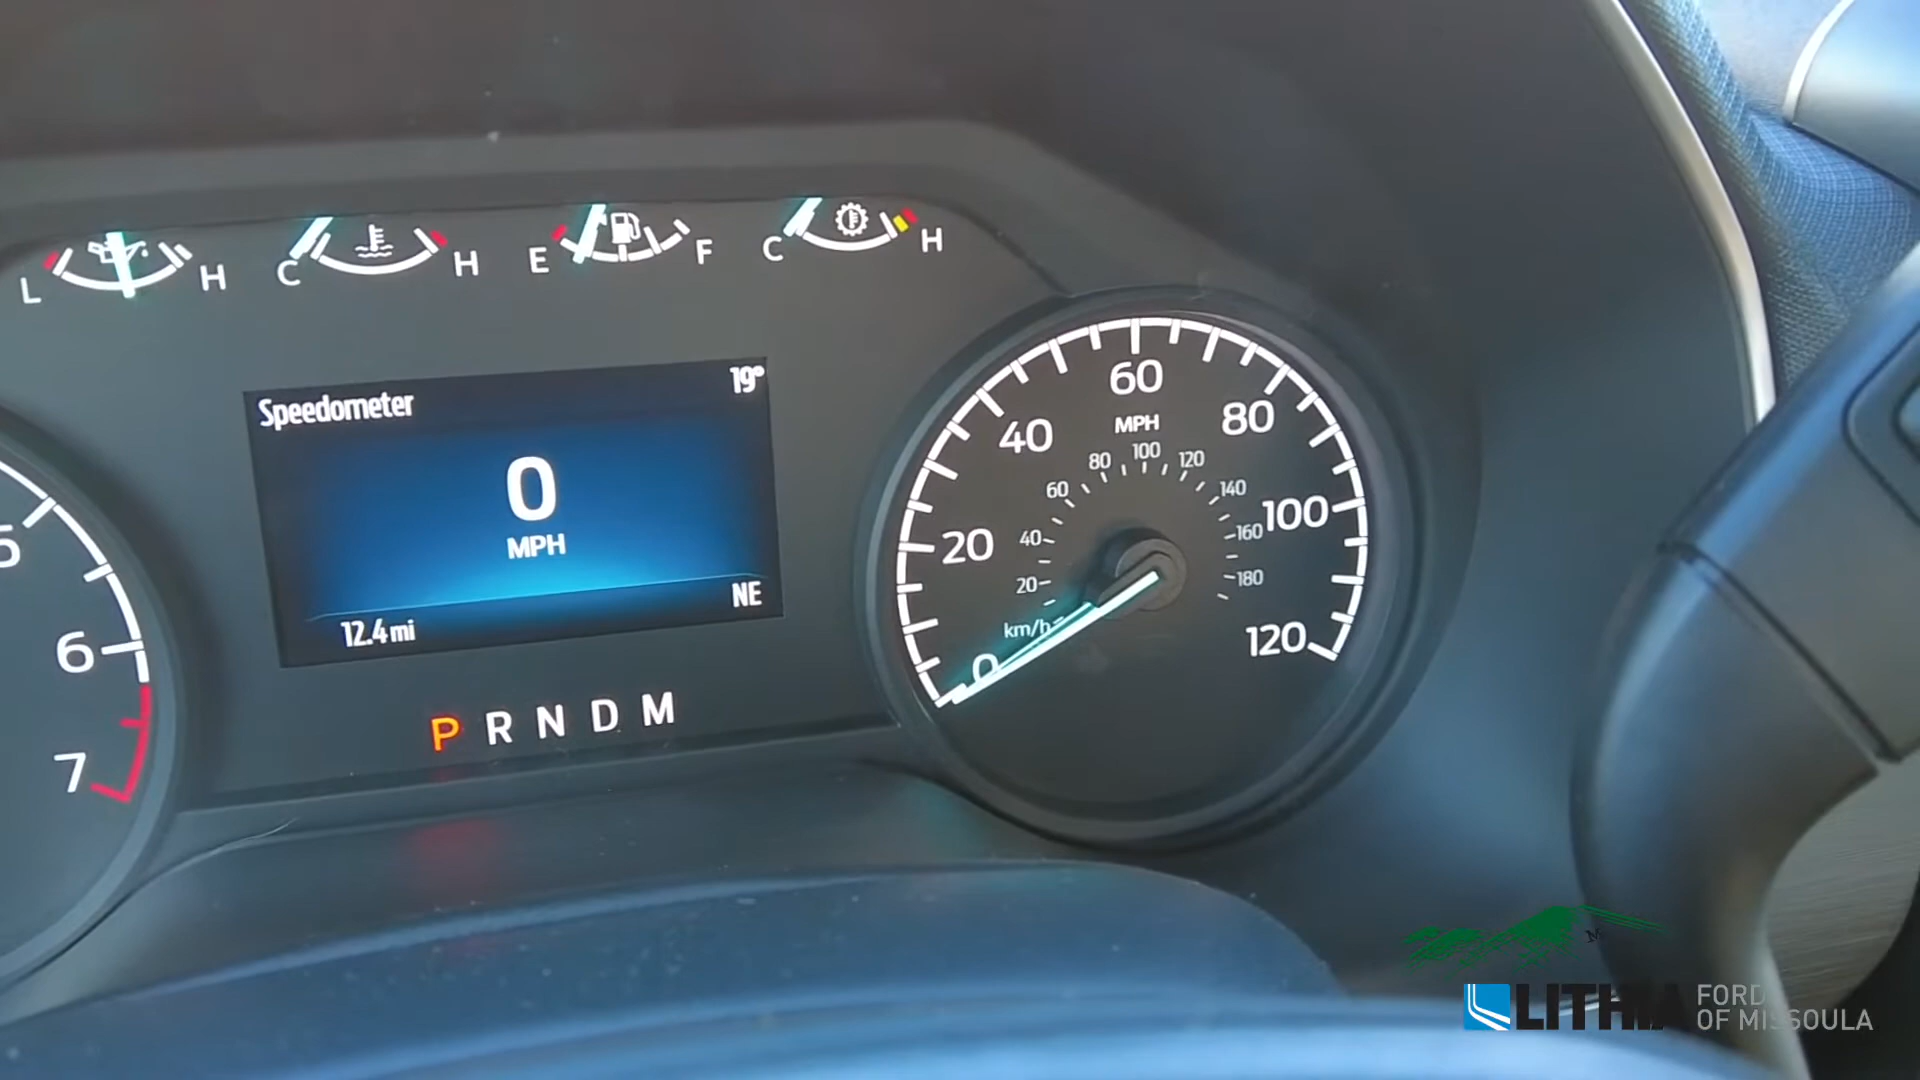 L H C H E F C H
Speedometer 19°
0
MPH
NE
12.4 mi
P R N D M
5
6
7
0 20 40 60 80 100 120
MPH
20 40 60 80 100 120 140 160 180
km/h
LITHIA FORD
OF MISSOULA